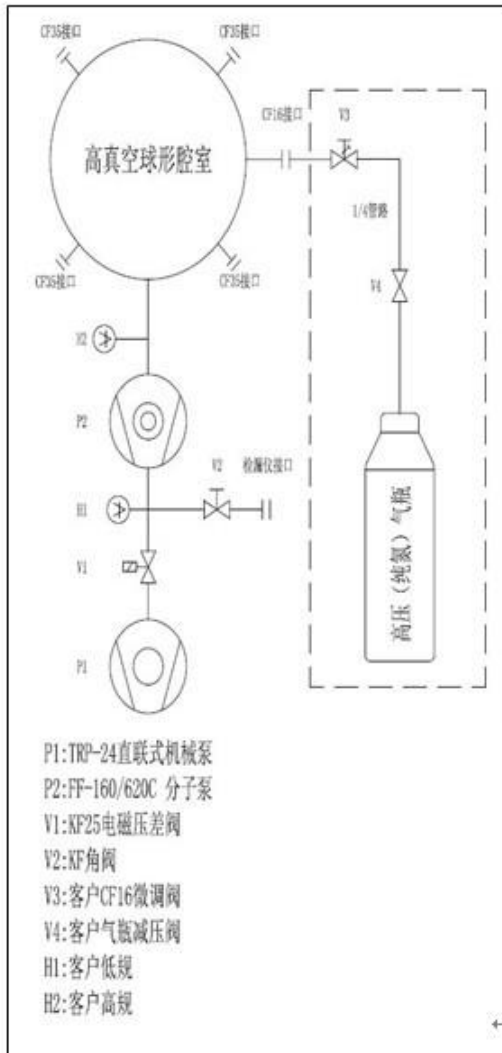 CF35接口
CF35接口
CF16接口
V3
高真空球形腔室
1/4管路
CF35接口
CF35接口
V4
H2
P2
V2
检漏仪接口
H1
V1
高压（纯氮）气瓶
P1:TRP-24直联式机械泵
P2:FF-160/620C 分子泵
V1:KF25电磁压差阀
V2:KF角阀
V3:客户CF16微调阀
V4:客户气瓶减压阀
H1:客户低规
H2:客户高规
P1